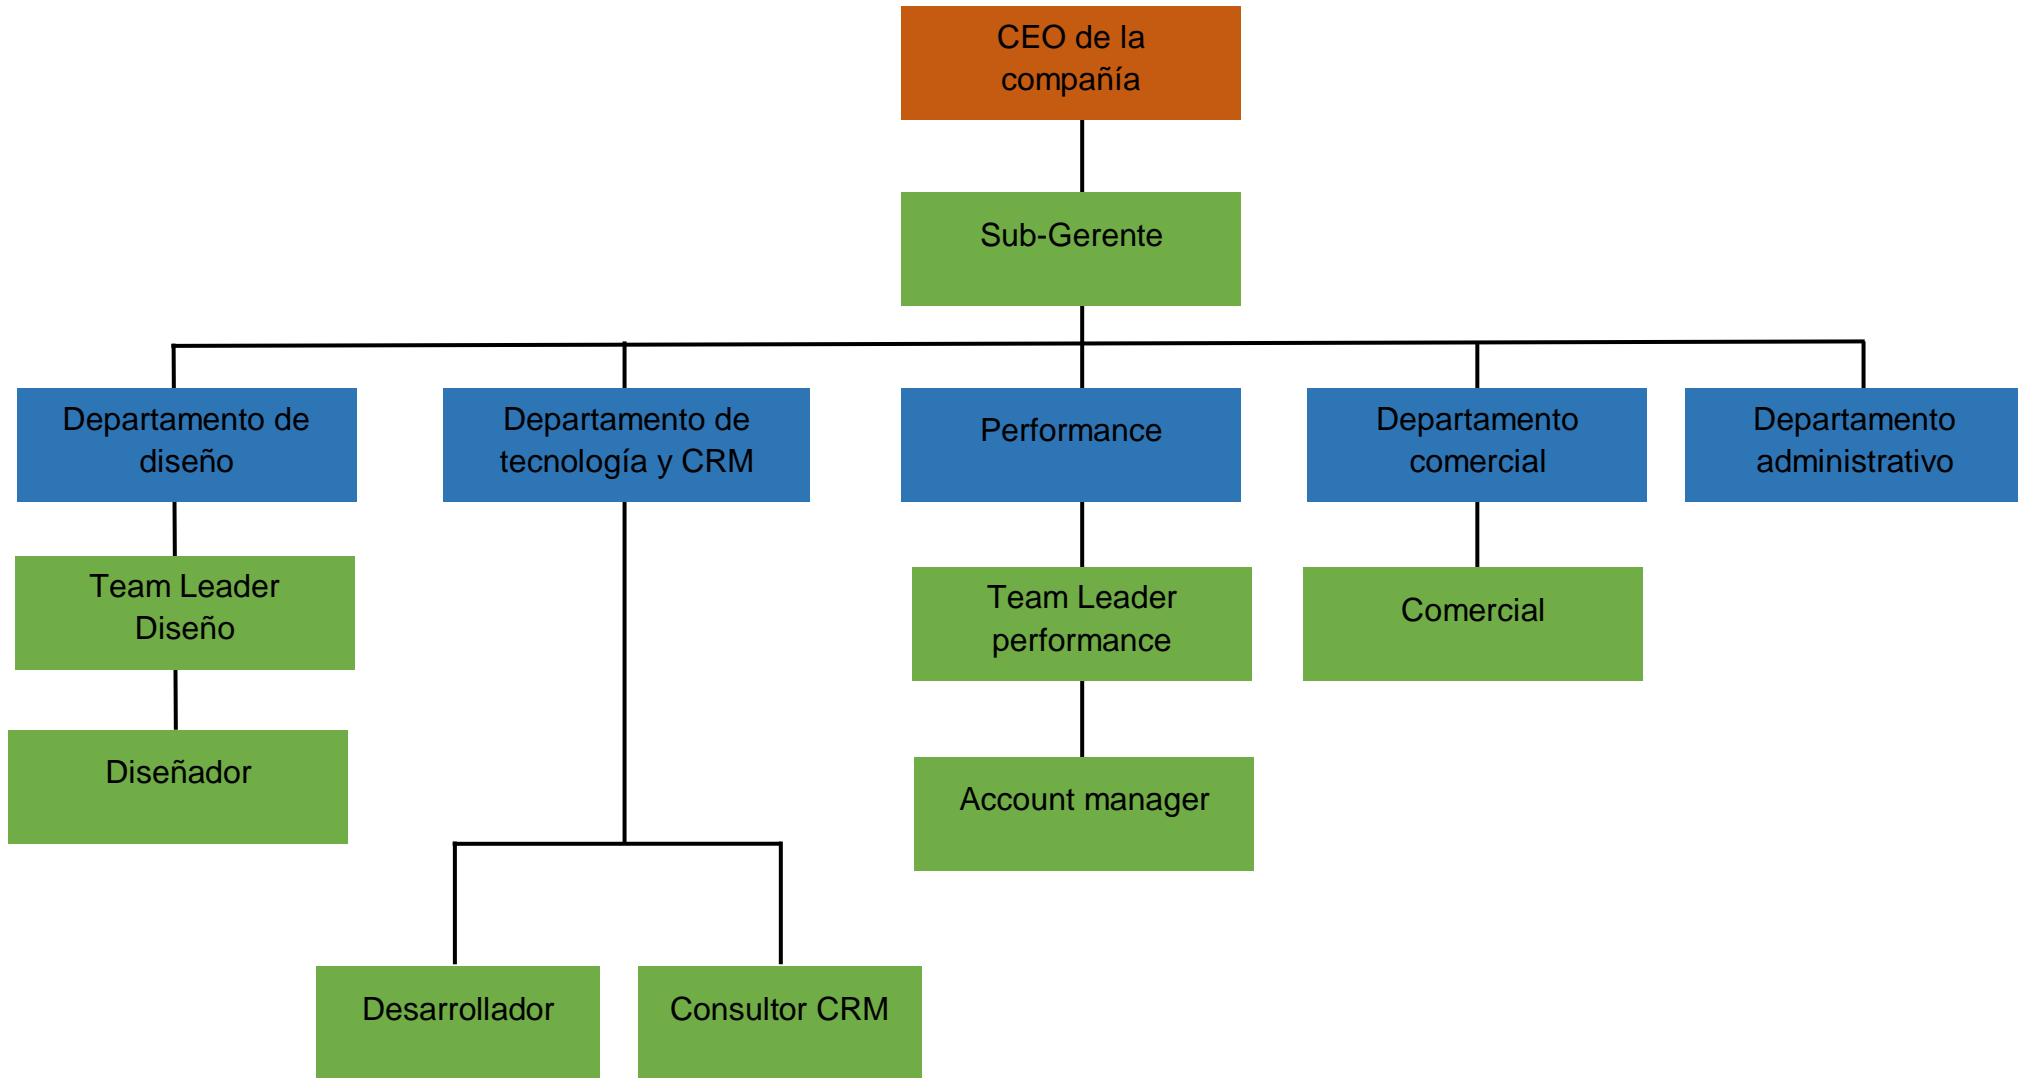 CEO de la
compañía
Sub-Gerente
Departamento de
diseño
Departamento de
tecnología y CRM
Performance
Departamento
comercial
Departamento
administrativo
Team Leader
Diseño
Team Leader
performance
Comercial
Diseñador
Account manager
Desarrollador
Consultor CRM